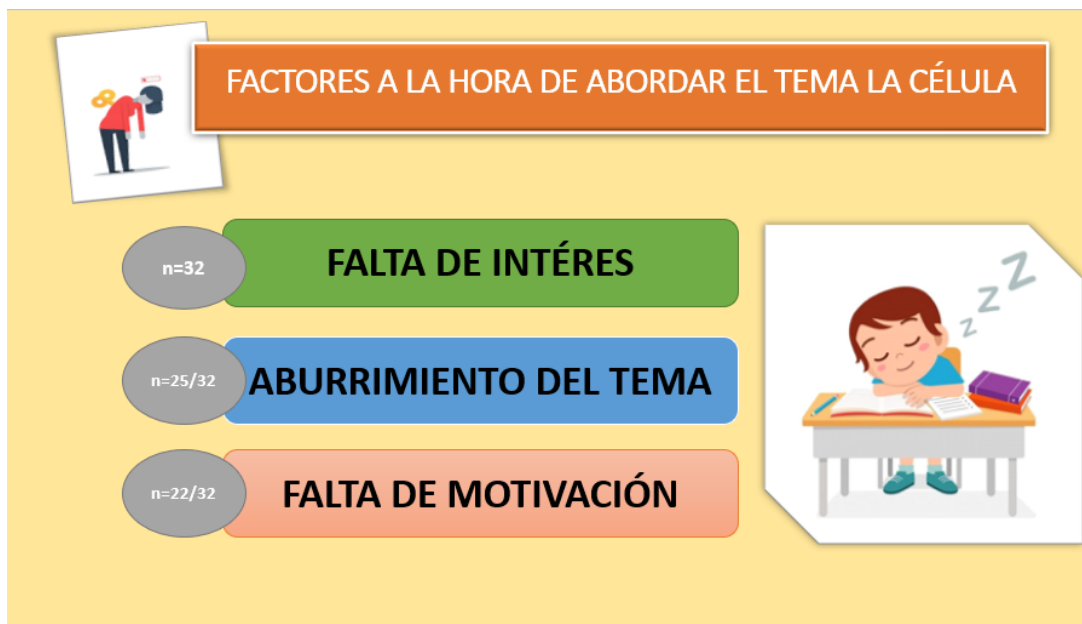 FACTORES A LA HORA DE ABORDAR EL TEMA LA CÉLULA
n=32
FALTA DE INTÉRES
n=25/32
ABURRIMIENTO DEL TEMA
n=22/32
FALTA DE MOTIVACIÓN
Z Z Z